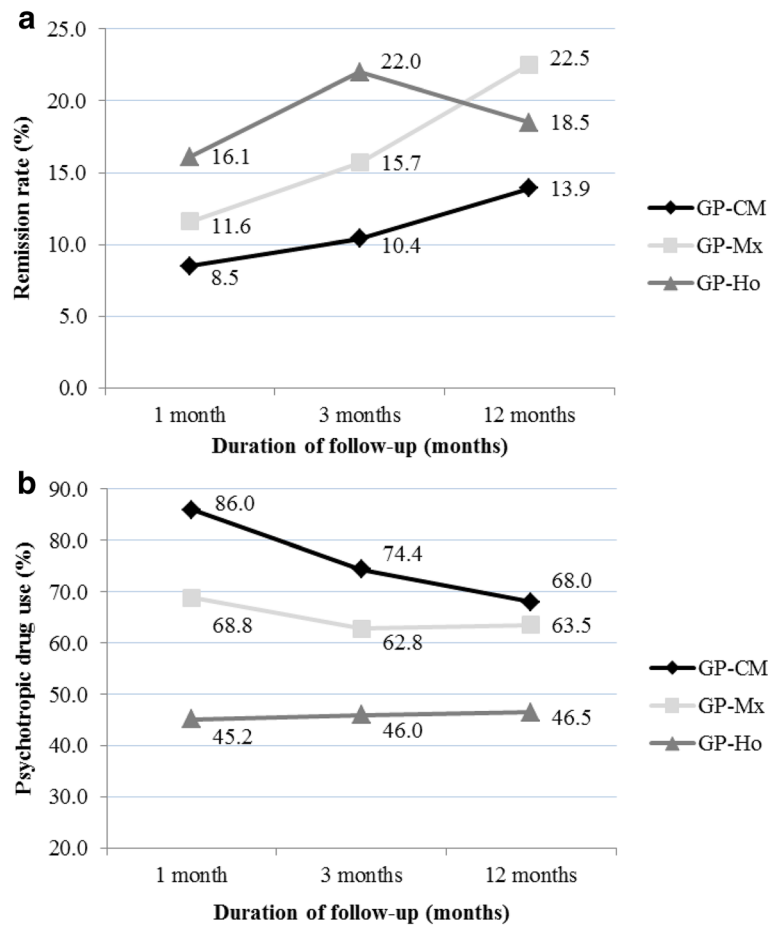 a
25.0
20.0
15.0
10.0
5.0
0.0
Remission rate (%)
16.1
22.0
18.5
11.6
15.7
22.5
8.5
10.4
13.9
1 month
3 months
12 months
Duration of follow-up (months)
GP-CM
GP-Mx
GP-Ho
b
90.0
80.0
70.0
60.0
50.0
40.0
30.0
20.0
Psychotropic drug use (%)
86.0
74.4
68.0
68.8
62.8
63.5
45.2
46.0
46.5
1 month
3 months
12 months
Duration of follow-up (months)
GP-CM
GP-Mx
GP-Ho